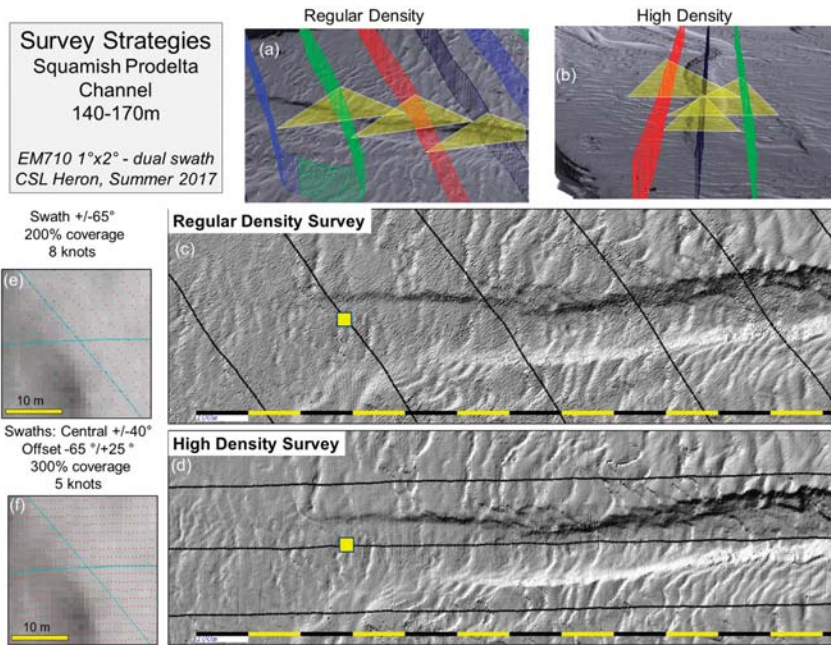 Survey Strategies
Squamish Prodelta
Channel
140-170m
EM710 1°x2° - dual swath
CSL Heron, Summer 2017
Regular Density
(a)
High Density
(b)
Swath +/-65°
200% coverage
8 knots
(e)
10 m
Regular Density Survey
(c)
Swaths: Central +/-40°
Offset -65 °/+25 °
300% coverage
5 knots
(f)
10 m
High Density Survey
(d)